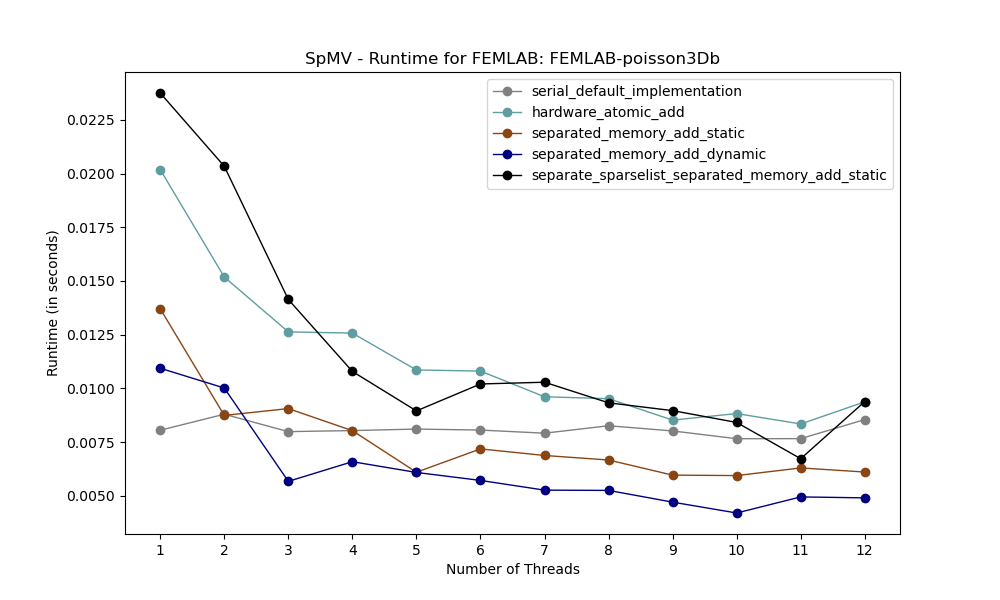 SpMV - Runtime for FEMLAB: FEMLAB-poisson3Db
serial_default_implementation
hardware_atomic_add
separated_memory_add_static
separated_memory_add_dynamic
separate_sparselist_separated_memory_add_static
Runtime (in seconds)
0.0225
0.0200
0.0175
0.0150
0.0125
0.0100
0.0075
0.0050
1 2 3 4 5 6 7 8 9 10 11 12
Number of Threads